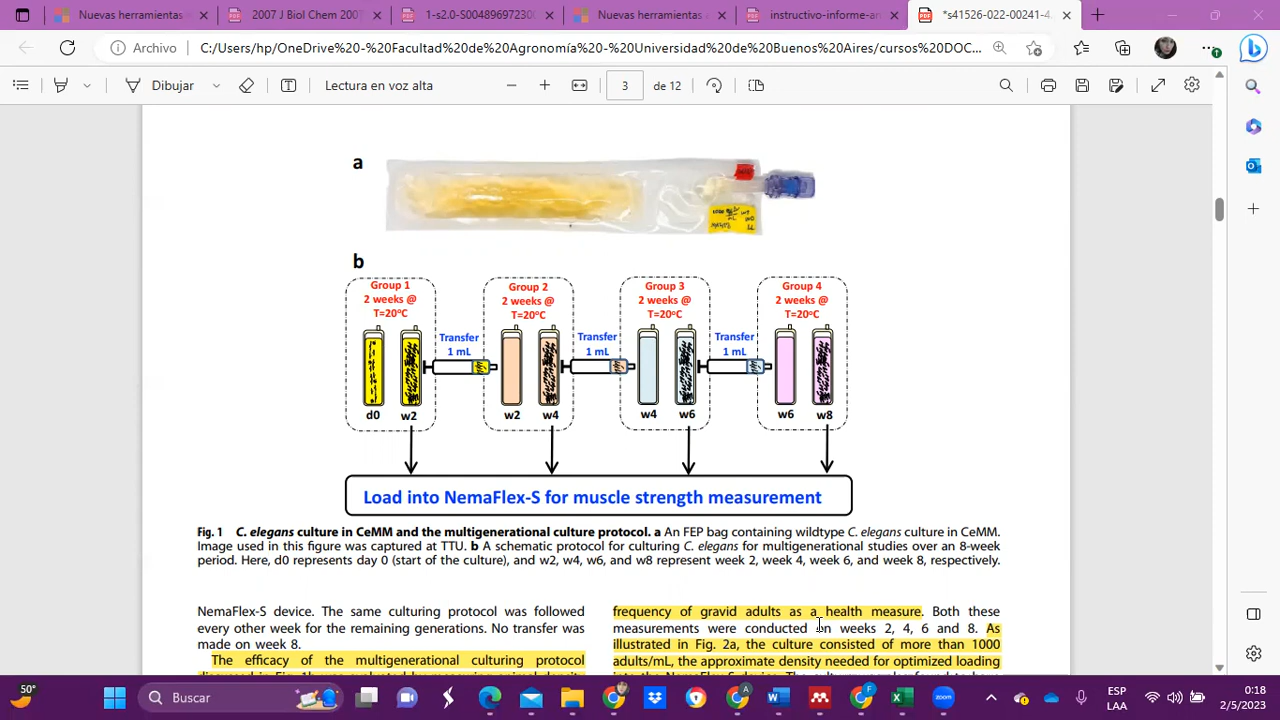 Nuevas herramientas
2007 J Biol Chem 2007
1-s2.0-S0048969723000
Nuevas herramientas a
instructivo-informe-an
*s41526-022-00241-4.
Archivo
C:/Users/hp/OneDrive%20-%20Facultad%20de%20Agronomía%20-%20Universidad%20de%20Buenos%20Aires/cursos%20DOC...
Dibujar
Lectura en voz alta
3
de 12
a
b
Group 1
2 weeks @
T=20°C
Group 2
2 weeks @
T=20°C
Group 3
2 weeks @
T=20°C
Group 4
2 weeks @
T=20°C
Transfer
1 mL
Transfer
1 mL
Transfer
1 mL
d0
w2
w2
w4
w4
w6
w6
w8
Load into NemaFlex-S for muscle strength measurement
Fig. 1 C. elegans culture in CeMM and the multigenerational culture protocol. a An FEP bag containing wildtype C. elegans culture in CeMM.
Image used in this figure was captured at TTU. b A schematic protocol for culturing C. elegans for multigenerational studies over an 8-week
period. Here, d0 represents day 0 (start of the culture), and w2, w4, w6, and w8 represent week 2, week 4, week 6, and week 8, respectively.
NemaFlex-S device. The same culturing protocol was followed
every other week for the remaining generations. No transfer was
made on week 8.
The efficacy of the multigenerational culturing protocol
frequency of gravid adults as a health measure. Both these
measurements were conducted on weeks 2, 4, 6 and 8. As
illustrated in Fig. 2a, the culture consisted of more than 1000
adults/mL, the approximate density needed for optimized loading
50°
Buscar
ESP
LAA
0:18
2/5/2023